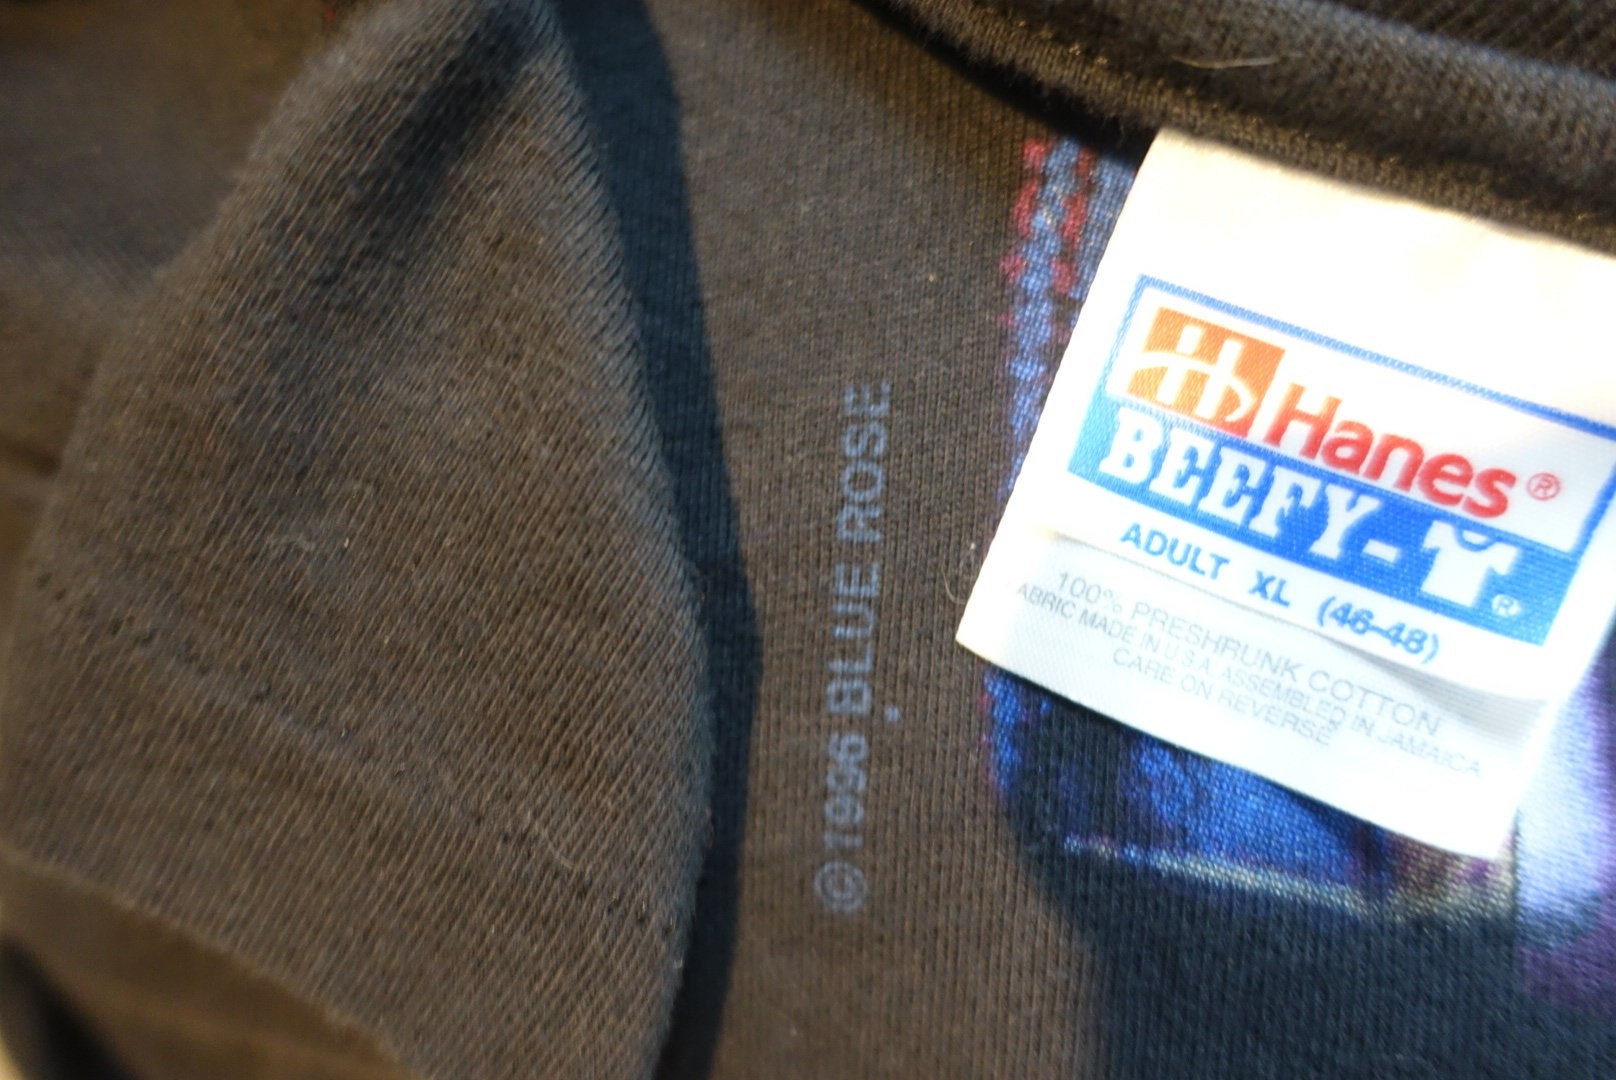 ©1996 BLUE ROSE
Hanes®
BEEFY-T®
ADULT XL (46-48)
100% PRESHRUNK COTTON
FABRIC MADE IN U.S.A. ASSEMBLED IN JAMAICA
CARE ON REVERSE